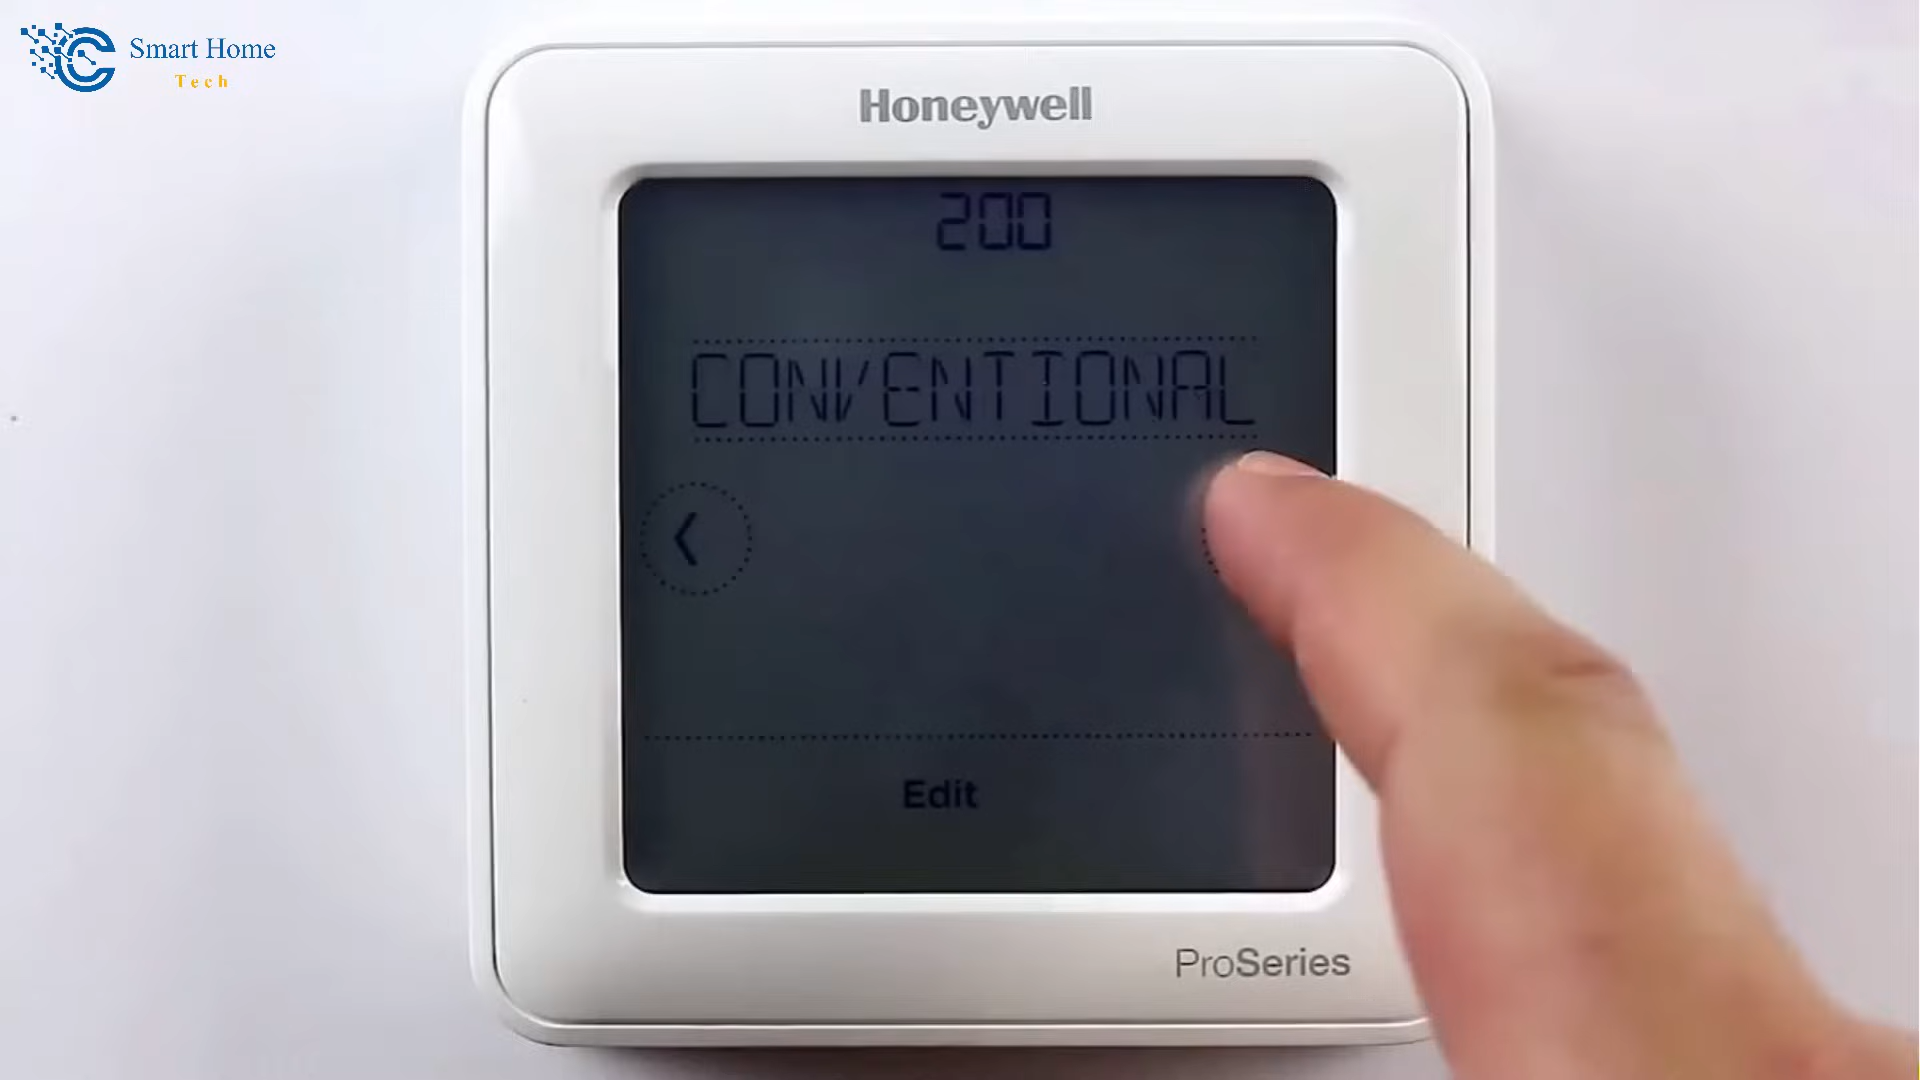 Smart Home
Tech
Honeywell
200
CONVENTIONAL
Edit
ProSeries